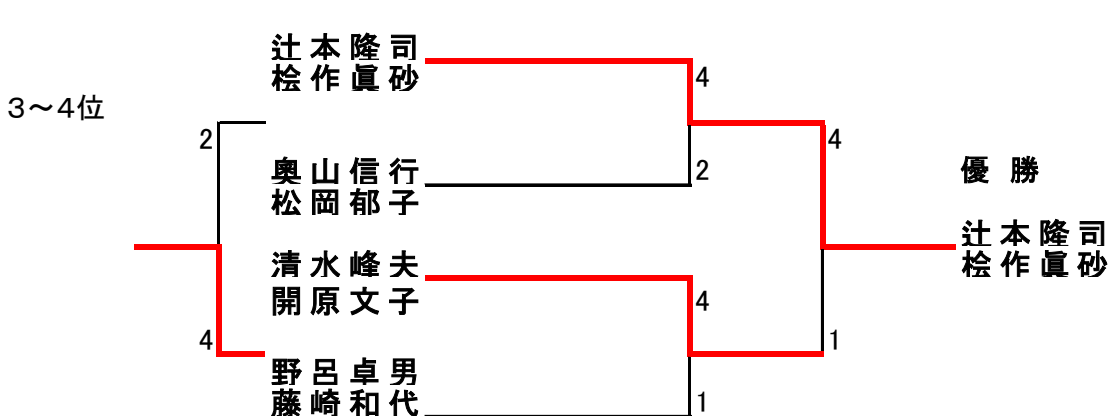 辻本隆司
桧作眞砂
4
3～4位
2
4
奥山信行
松岡郁子
2
優勝
辻本隆司
桧作眞砂
清水峰夫
開原文子
4
4
1
野呂卓男
藤崎和代
1